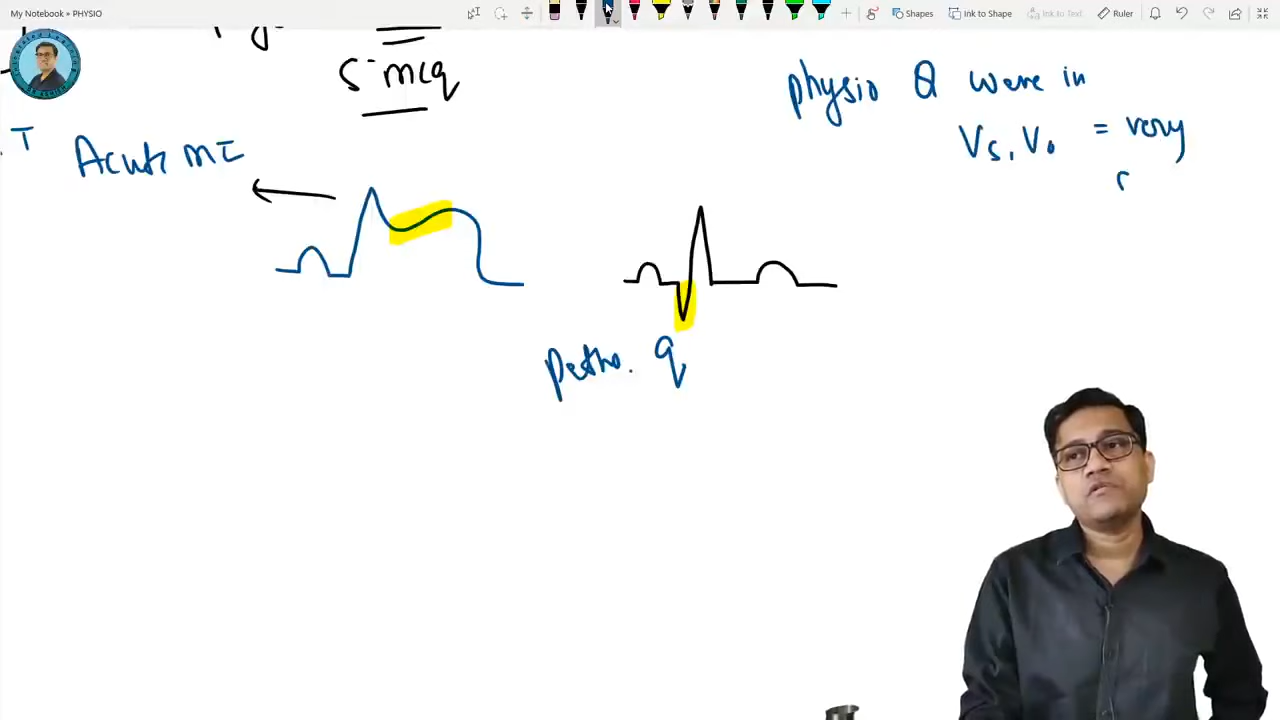 My Notebook » PHYSIO
Shapes
Ink to Shape
Ink to Text
Ruler
5 mcq
physio Q wave in
V5, V6 = very
r
T
Acute MI
Patho. q